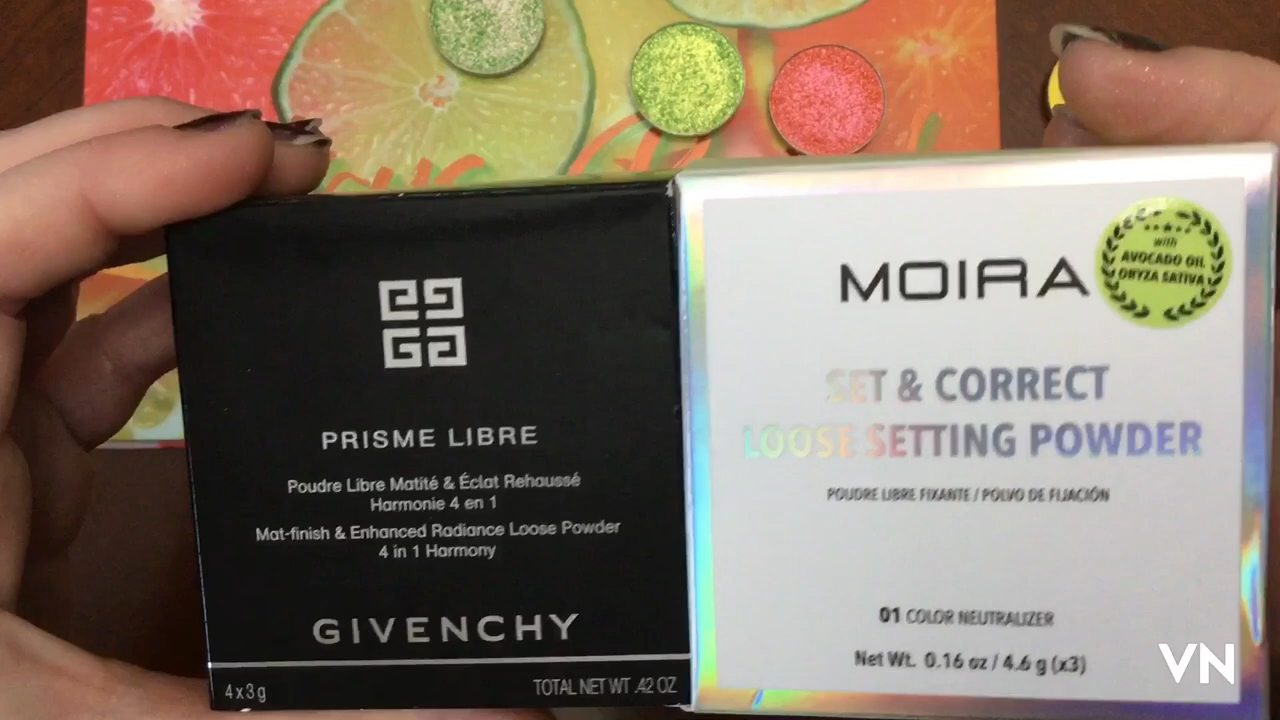 PRISME LIBRE
Poudre Libre Matité & Éclat Rehaussé
Harmonie 4 en 1
Mat-finish & Enhanced Radiance Loose Powder
4 in 1 Harmony
GIVENCHY
4x3g
TOTAL NET WT .42 OZ
MOIRA
with
AVOCADO OIL
ORYZA SATIVA
SET & CORRECT
LOOSE SETTING POWDER
POUDRE LIBRE FIXANTE / POLVO DE FIJACIÓN
01 COLOR NEUTRALIZER
Net Wt. 0.16 oz / 4.6 g (x3)
VN